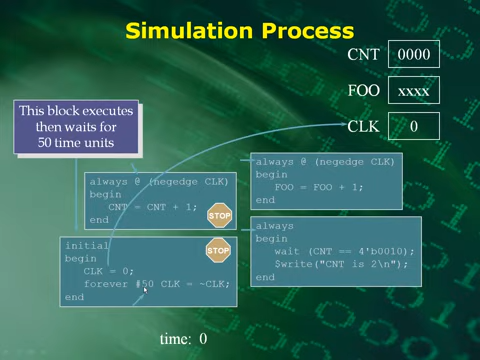 Simulation Process
CNT 0000
FOO xxxx
CLK 0
This block executes
then waits for
50 time units
always @ (negedge CLK)
begin
CNT = CNT + 1;
end
STOP
always @ (negedge CLK)
begin
FOO = FOO + 1;
end
initial
begin
CLK = 0;
forever #50 CLK = ~CLK;
end
STOP
always
begin
wait (CNT == 4'b0010);
$write("CNT is 2\n");
end
time: 0